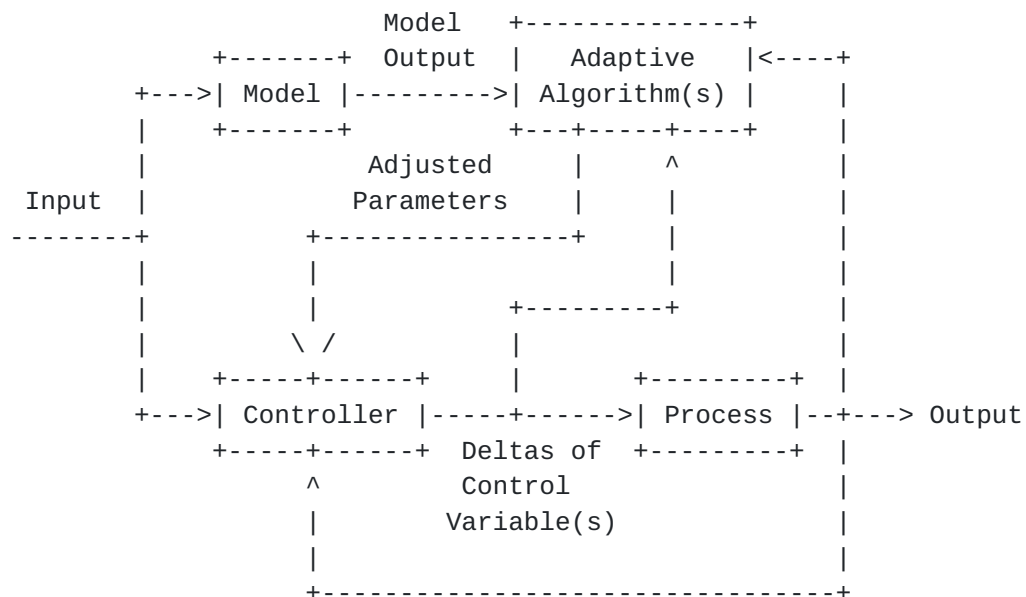 Model
Output
Adaptive
Model
Algorithm(s)
Adjusted
Parameters
Input
Controller
Process
Output
Deltas of
Control
Variable(s)